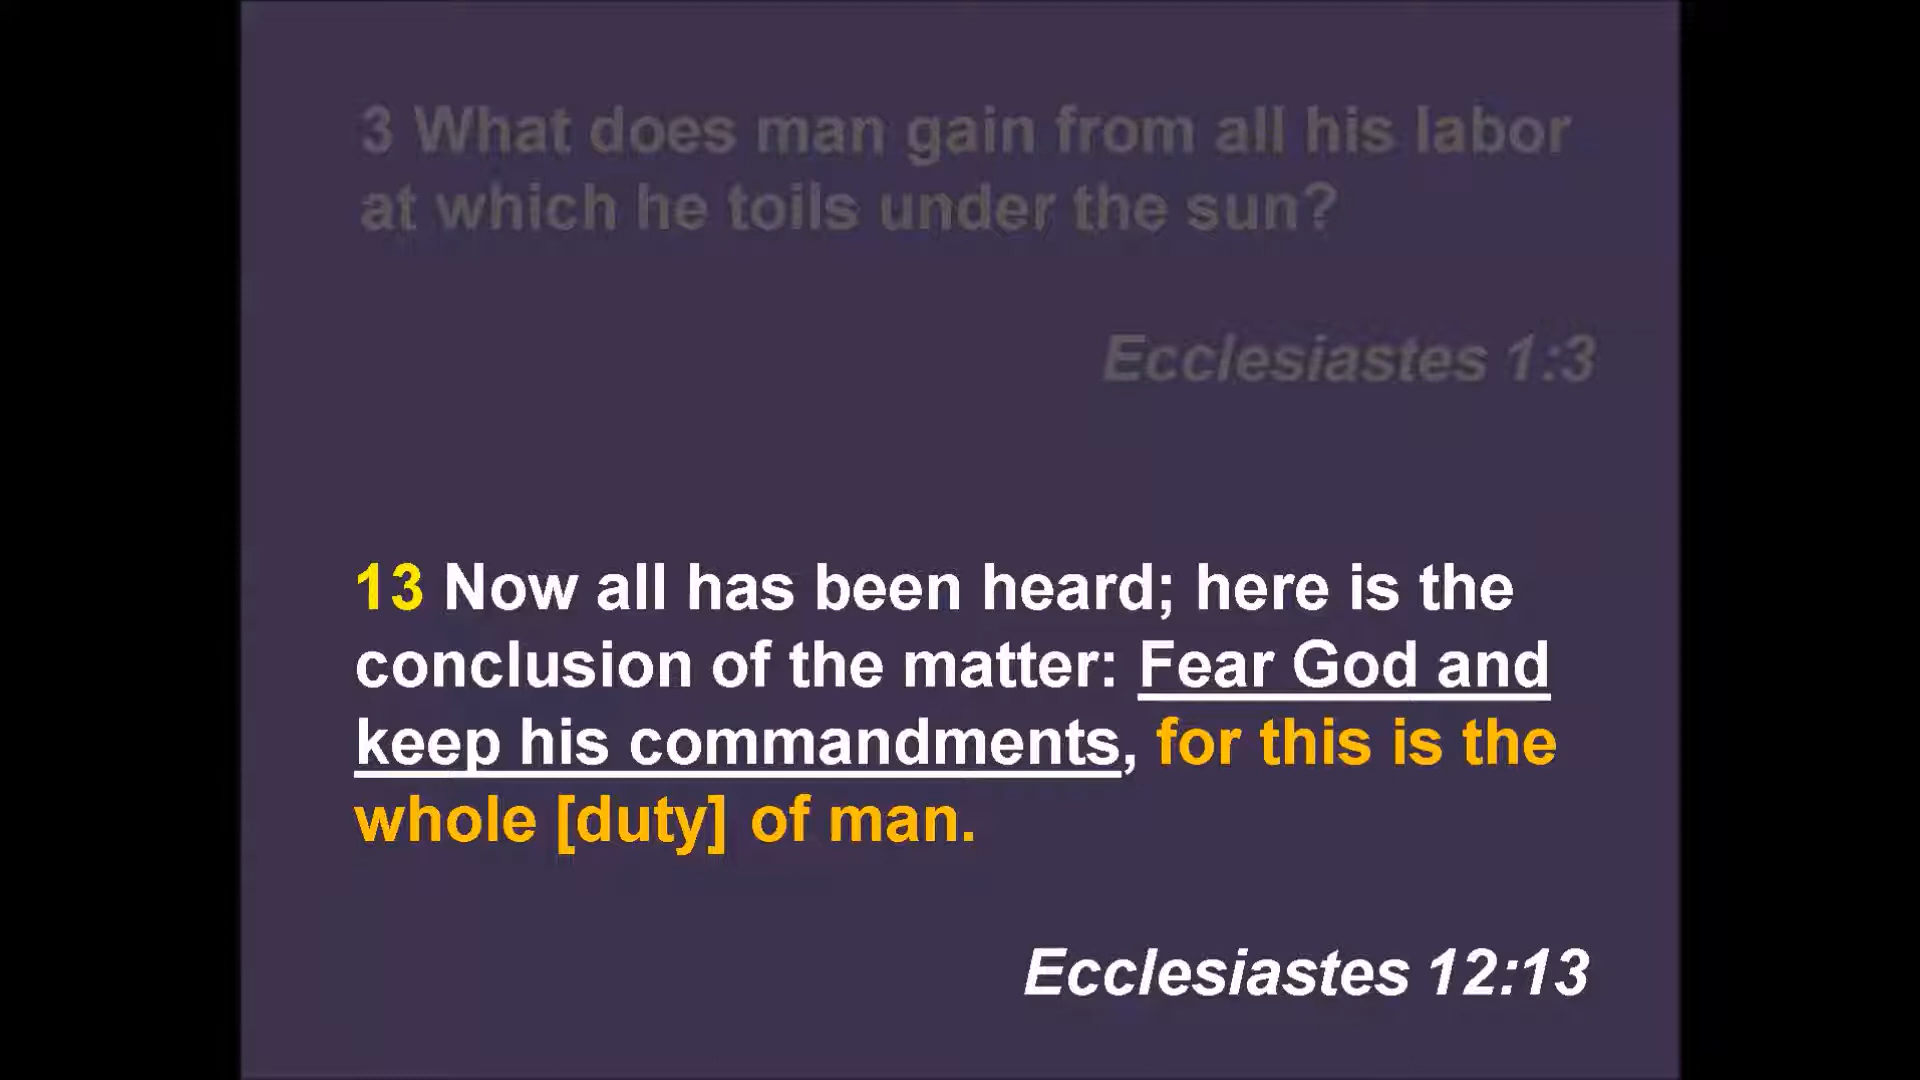 3 What does man gain from all his labor
at which he toils under the sun?
Ecclesiastes 1:3
13 Now all has been heard; here is the
conclusion of the matter: Fear God and
keep his commandments, for this is the
whole [duty] of man.
Ecclesiastes 12:13